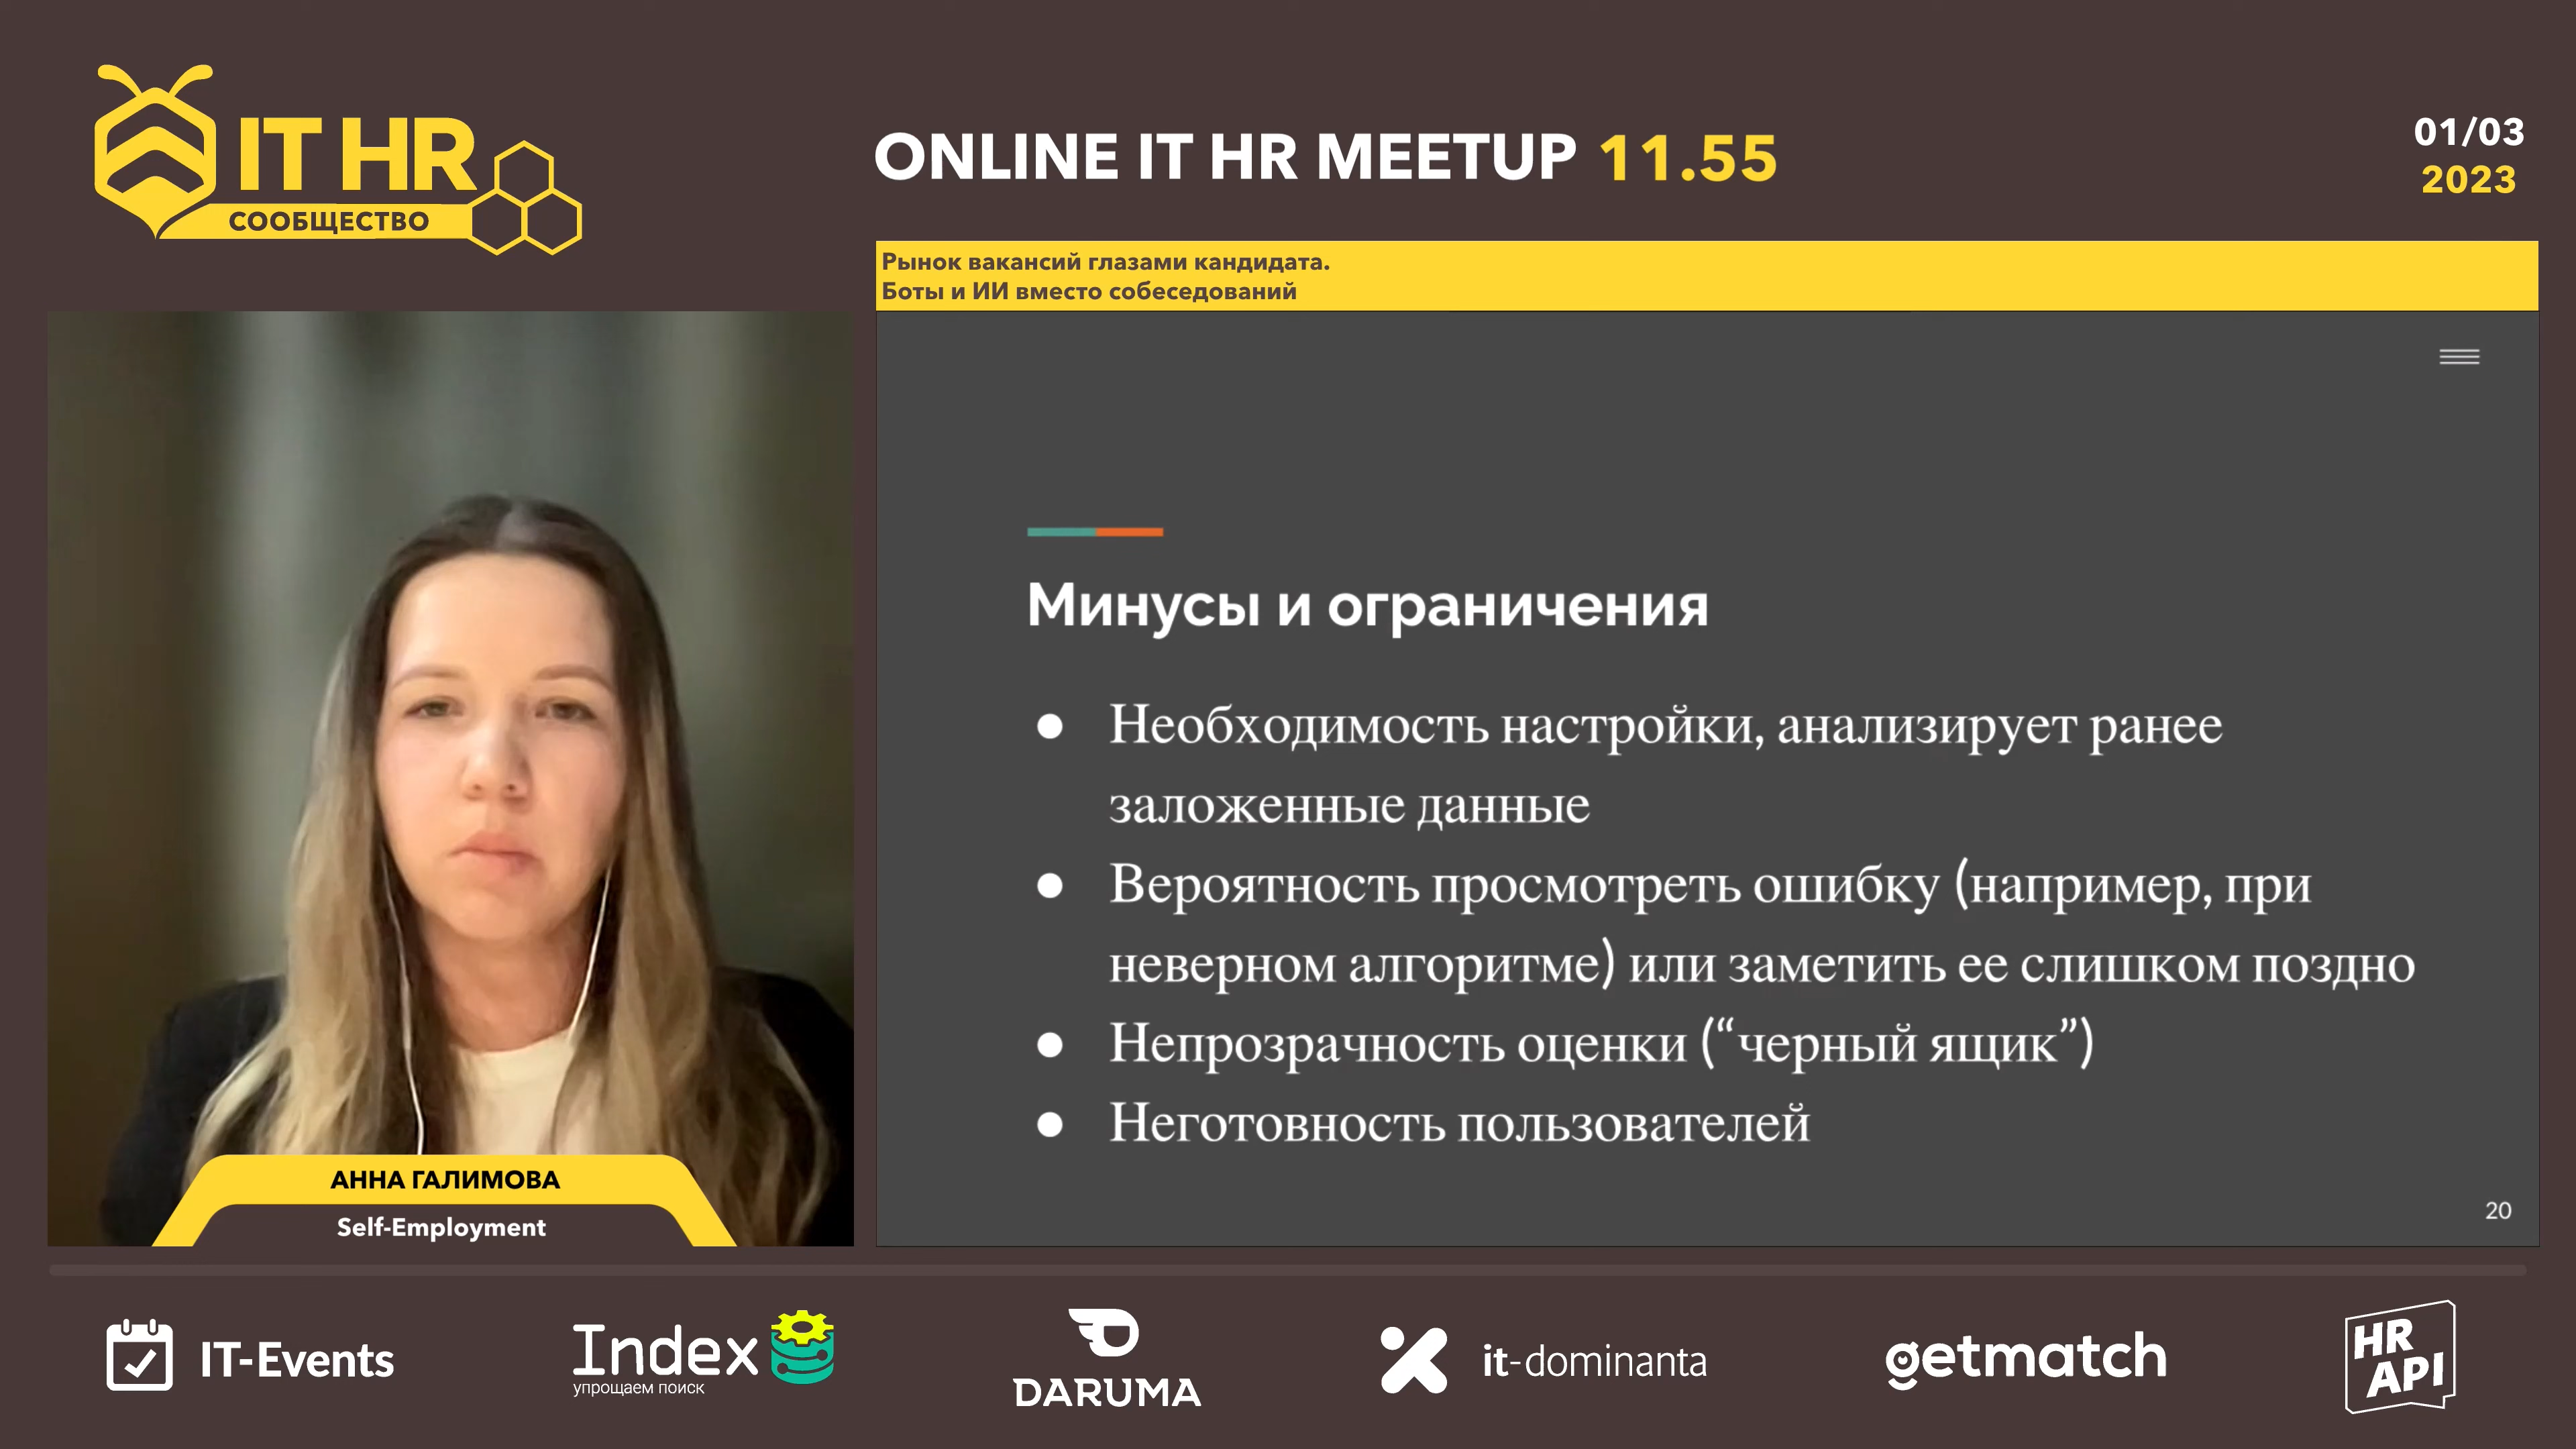 IT HR
СООБЩЕСТВО
ONLINE IT HR MEETUP 11.55
01/03
2023
Рынок вакансий глазами кандидата.
Боты и ИИ вместо собеседований
Минусы и ограничения
● Необходимость настройки, анализирует ранее
заложенные данные
● Вероятность просмотреть ошибку (например, при
неверном алгоритме) или заметить ее слишком поздно
● Непрозрачность оценки (“черный ящик”)
● Неготовность пользователей
20
АННА ГАЛИМОВА
Self-Employment
IT-Events
Index
упрощаем поиск
DARUMA
it-dominanta
getmatch
HR
API